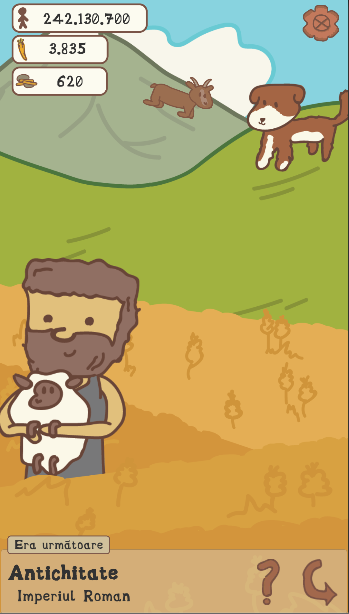 242.130.700
3.835
620
Era următoare
Antichitate
Imperiul Roman
?